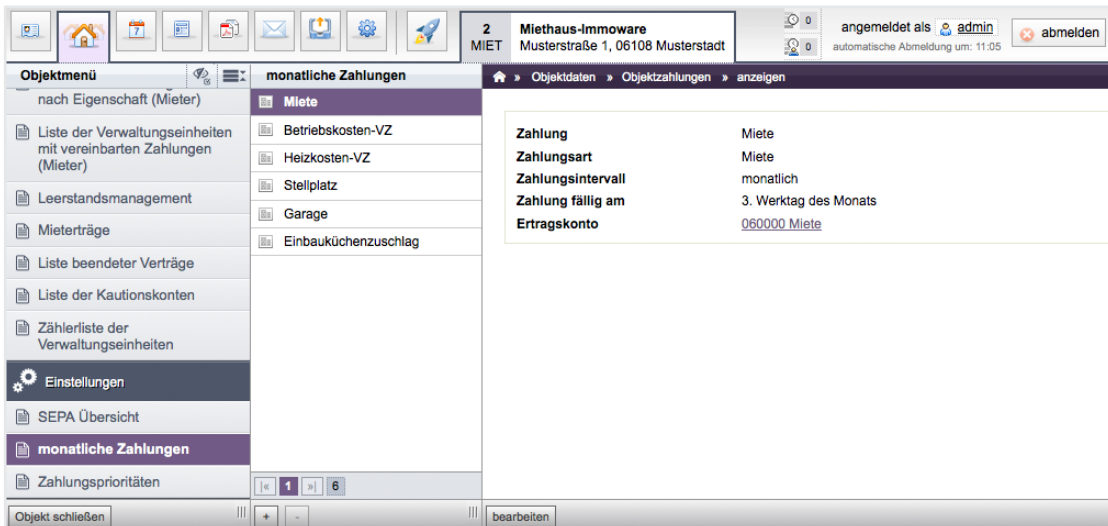 7
2
MIET
Miethaus-Immoware
Musterstraße 1, 06108 Musterstadt
0
0
angemeldet als admin
automatische Abmeldung um: 11:05
abmelden
Objektmenü
nach Eigenschaft (Mieter)
Liste der Verwaltungseinheiten
mit vereinbarten Zahlungen
(Mieter)
Leerstandsmanagement
Mieterträge
Liste beendeter Verträge
Liste der Kautionskonten
Zählerliste der
Verwaltungseinheiten
Einstellungen
SEPA Übersicht
monatliche Zahlungen
Zahlungsprioritäten
Objekt schließen
monatliche Zahlungen
Miete
Betriebskosten-VZ
Heizkosten-VZ
Stellplatz
Garage
Einbauküchenzuschlag
|« 1 »| 6
+ -
» Objektdaten » Objektzahlungen » anzeigen
Zahlung Miete
Zahlungsart Miete
Zahlungsintervall monatlich
Zahlung fällig am 3. Werktag des Monats
Ertragskonto 060000 Miete
bearbeiten